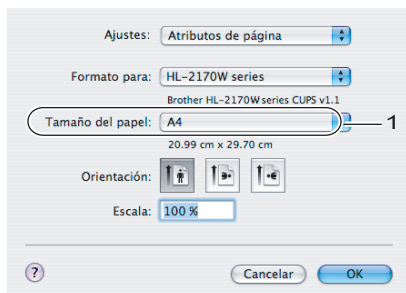 Ajustes: Atributos de página
Formato para: HL-2170W series
Brother HL-2170W series CUPS v1.1
Tamaño del papel: A4 1
20.99 cm x 29.70 cm
Orientación:
Escala: 100 %
? Cancelar OK